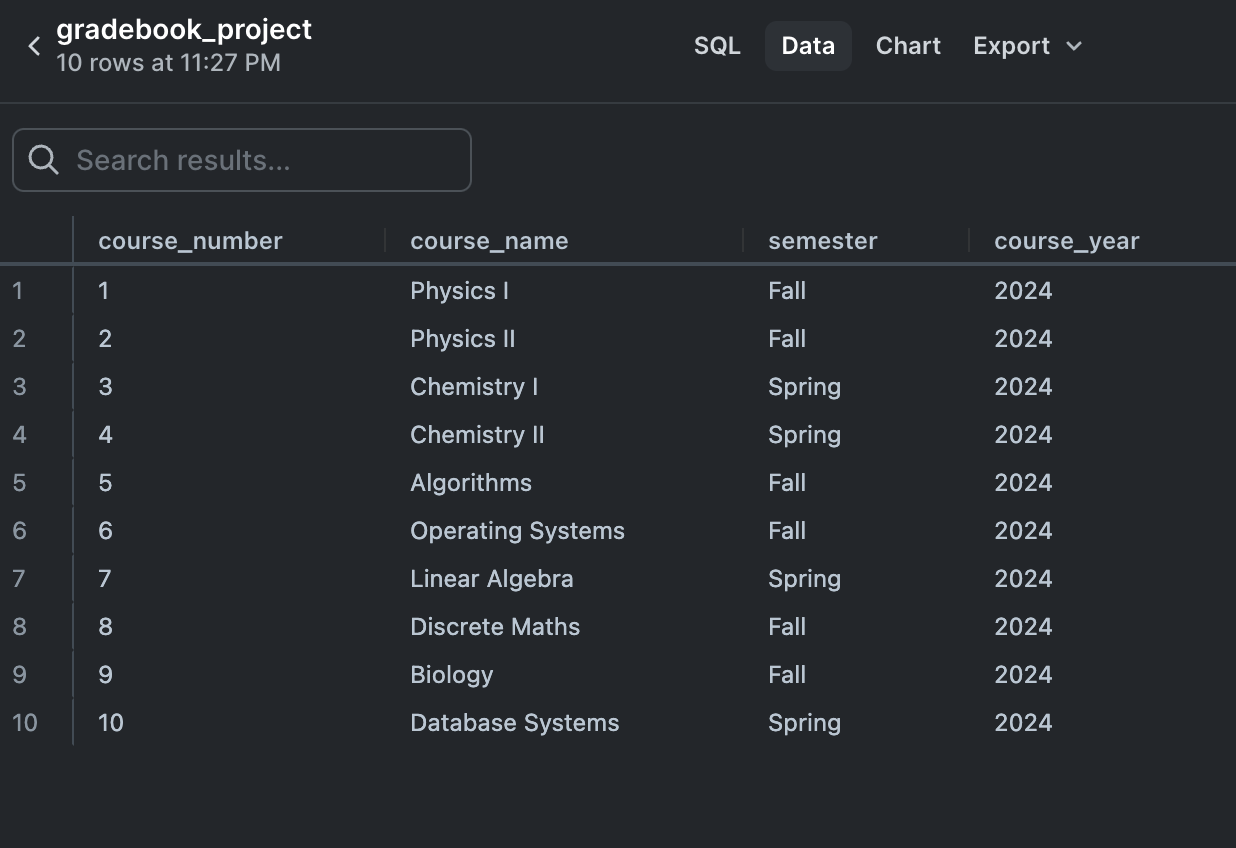 gradebook_project
10 rows at 11:27 PM
SQL Data Chart Export
Search results...
course_number course_name semester course_year
1 1 Physics I Fall 2024
2 2 Physics II Fall 2024
3 3 Chemistry I Spring 2024
4 4 Chemistry II Spring 2024
5 5 Algorithms Fall 2024
6 6 Operating Systems Fall 2024
7 7 Linear Algebra Spring 2024
8 8 Discrete Maths Fall 2024
9 9 Biology Fall 2024
10 10 Database Systems Spring 2024